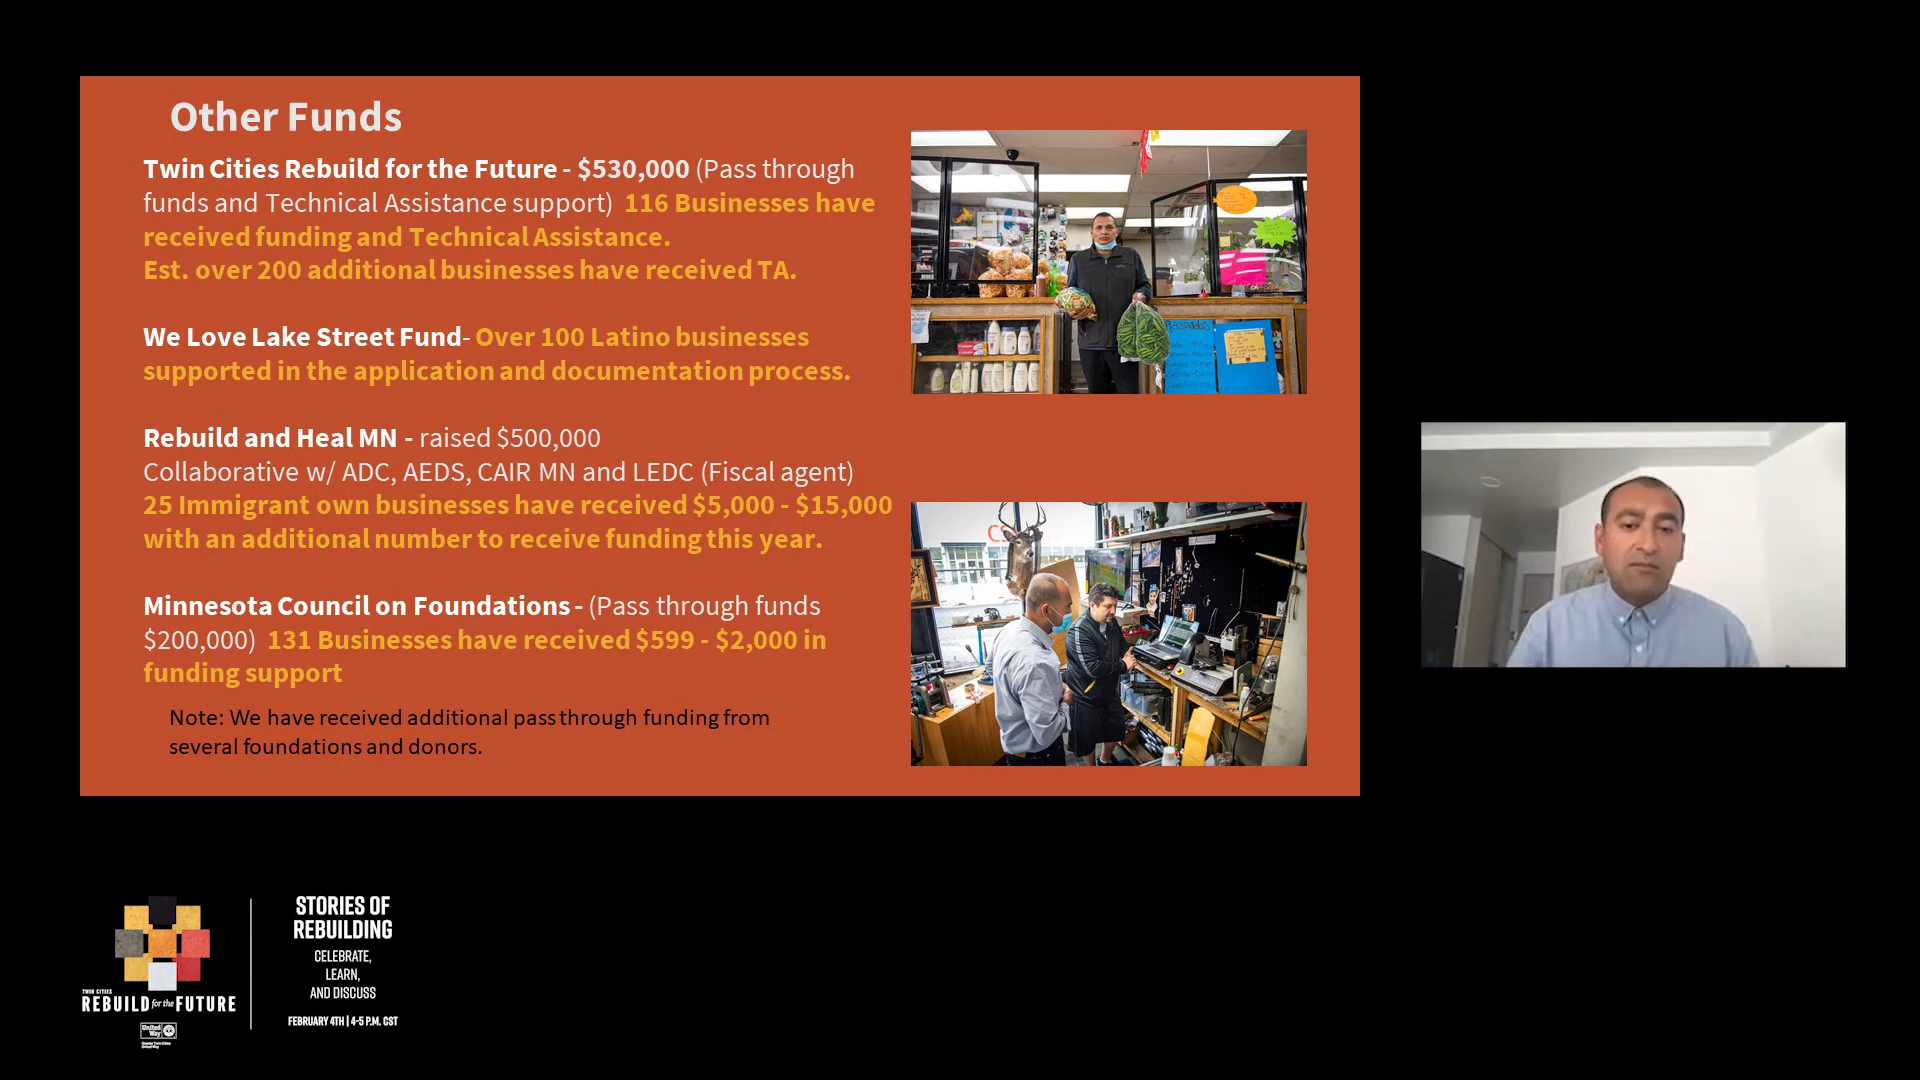 Other Funds
Twin Cities Rebuild for the Future - $530,000 (Pass through
funds and Technical Assistance support) 116 Businesses have
received funding and Technical Assistance.
Est. over 200 additional businesses have received TA.
We Love Lake Street Fund- Over 100 Latino businesses
supported in the application and documentation process.
Rebuild and Heal MN - raised $500,000
Collaborative w/ ADC, AEDS, CAIR MN and LEDC (Fiscal agent)
25 Immigrant own businesses have received $5,000 - $15,000
with an additional number to receive funding this year.
Minnesota Council on Foundations - (Pass through funds
$200,000) 131 Businesses have received $599 - $2,000 in
funding support
Note: We have received additional pass through funding from
several foundations and donors.
TWIN CITIES
REBUILD for the FUTURE
United
Way
Greater Twin Cities
United Way
STORIES OF
REBUILDING
CELEBRATE,
LEARN,
AND DISCUSS
FEBRUARY 4TH | 4-5 P.M. CST